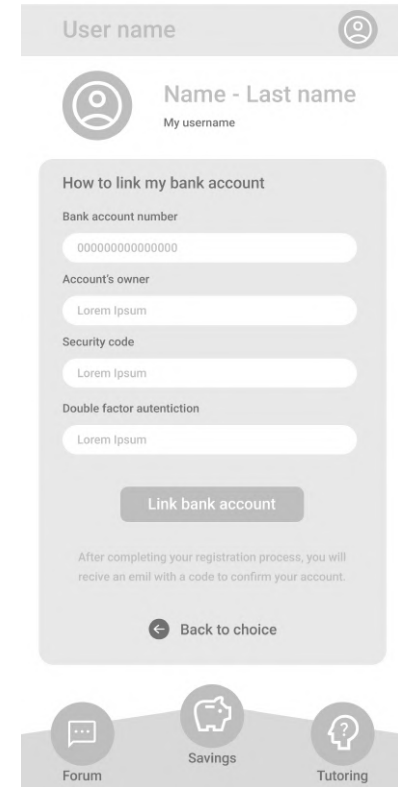 User name
Name - Last name
My username
How to link my bank account
Bank account number
000000000000000
Account's owner
Lorem Ipsum
Security code
Lorem Ipsum
Double factor autentiction
Lorem Ipsum
Link bank account
After completing your registration process, you will
recive an emil with a code to confirm your account.
Back to choice
Forum
Savings
Tutoring